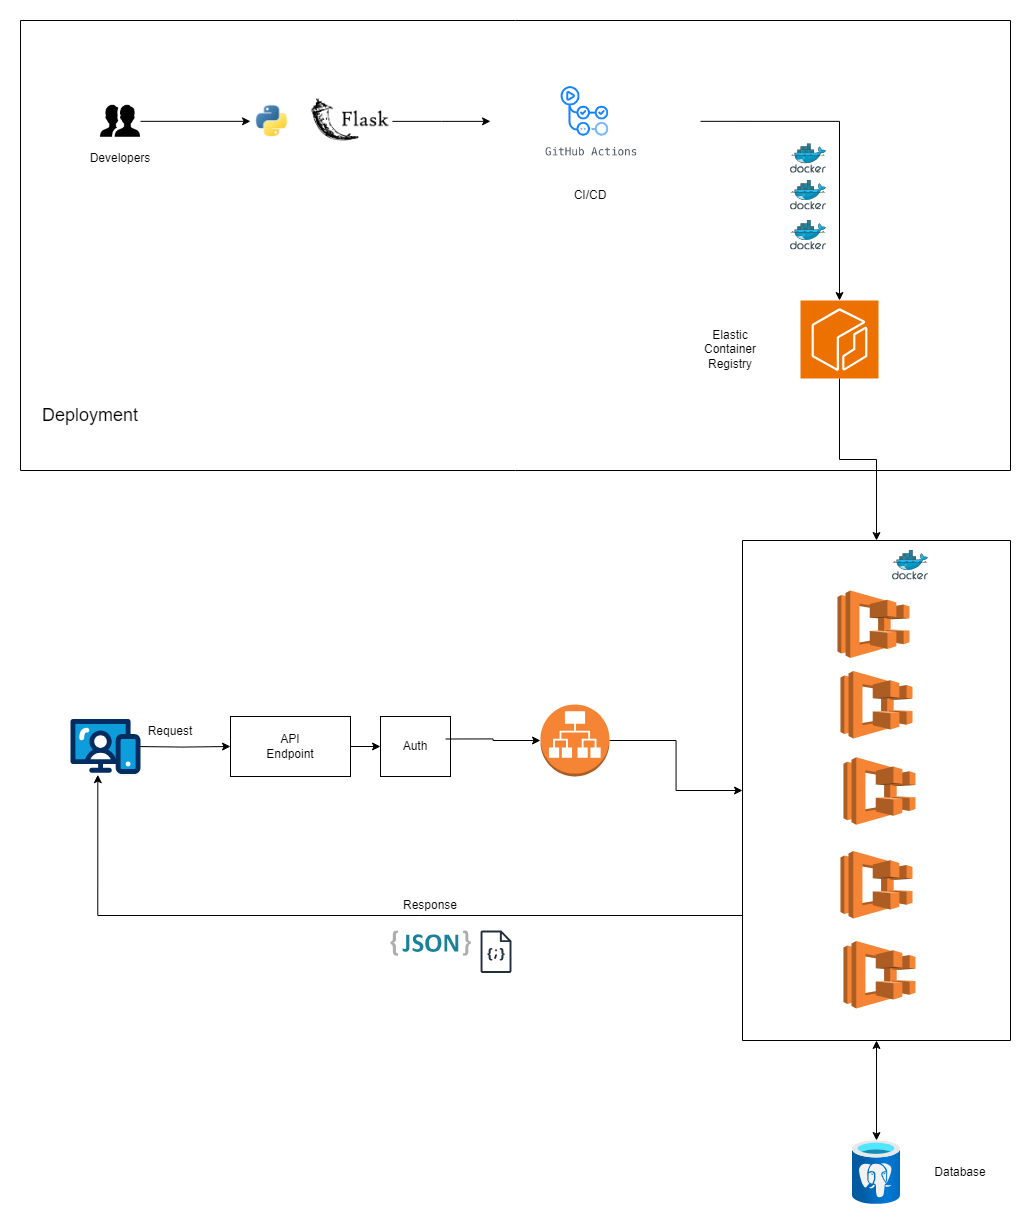 Developers
Flask
GitHub Actions
CI/CD
docker
docker
docker
Elastic
Container
Registry
Deployment
docker
Request
API
Endpoint
Auth
Response
{JSON}
{;}
Database